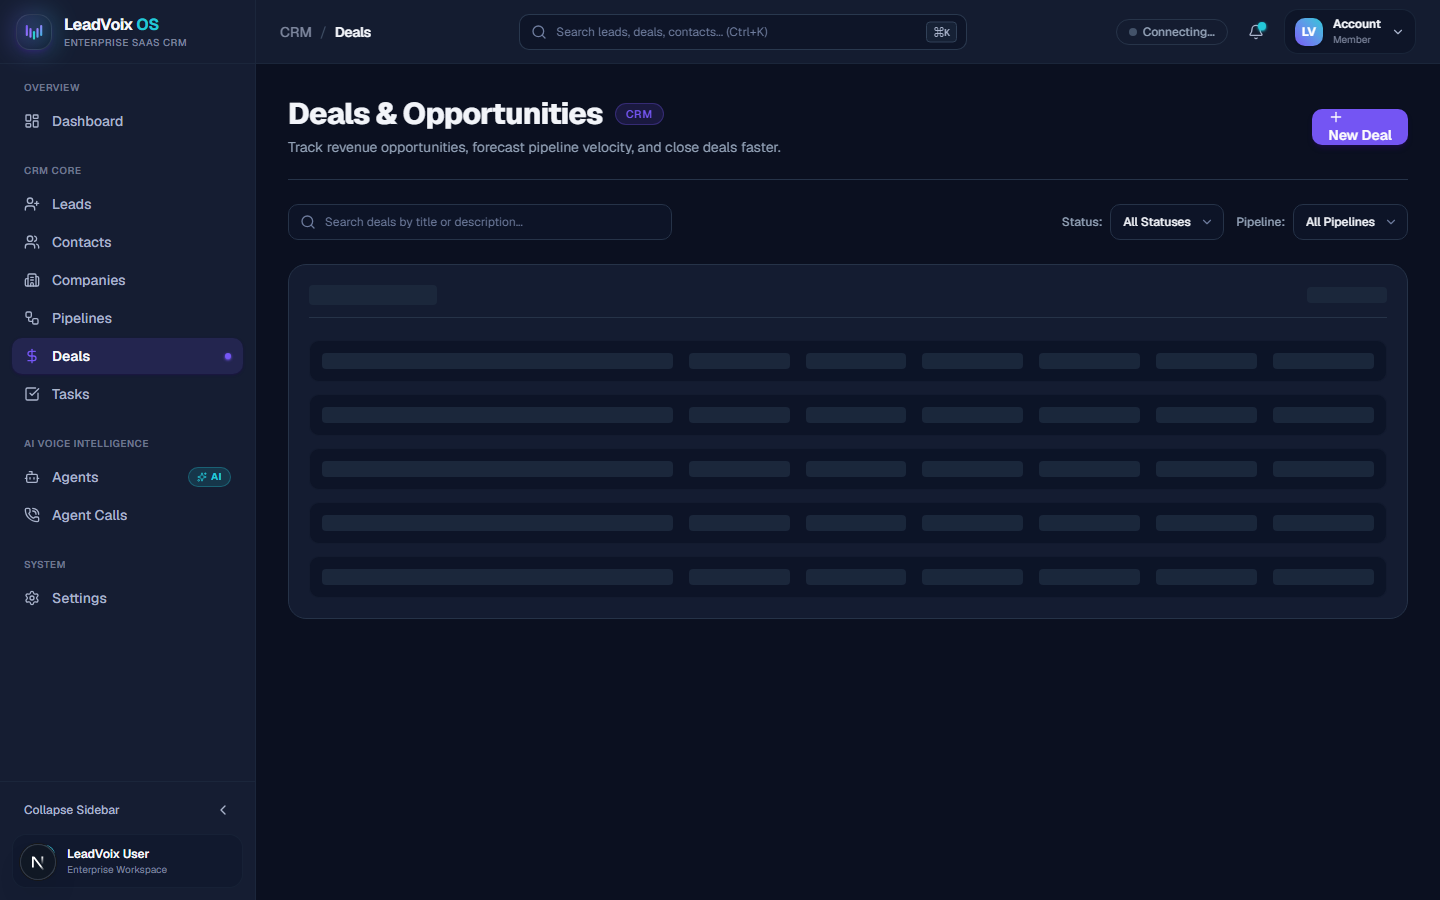 LeadVoix OS
ENTERPRISE SAAS CRM
CRM / Deals
Search leads, deals, contacts... (Ctrl+K)
⌘K
Connecting...
LV
Account
Member
OVERVIEW
Dashboard
CRM CORE
Leads
Contacts
Companies
Pipelines
Deals
Tasks
AI VOICE INTELLIGENCE
Agents
AI
Agent Calls
SYSTEM
Settings
Collapse Sidebar
N
LeadVoix User
Enterprise Workspace
Deals & Opportunities
CRM
Track revenue opportunities, forecast pipeline velocity, and close deals faster.
New Deal
Search deals by title or description...
Status:
All Statuses
Pipeline:
All Pipelines